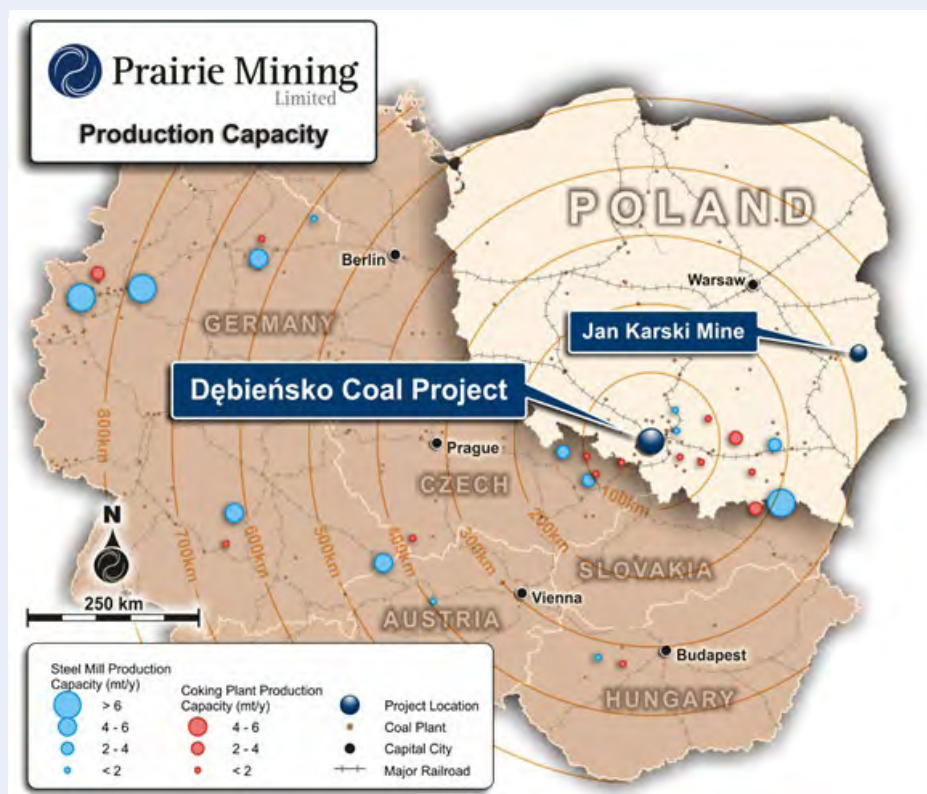 Prairie Mining
Limited
Production Capacity
POLAND
Berlin
Warsaw
GERMANY
Jan Karski Mine
Dębieńsko Coal Project
800km
Prague
CZECH
100km
N
700km
600km
500km
400km
300km
200km
SLOVAKIA
250 km
Vienna
AUSTRIA
Budapest
HUNGARY
Steel Mill Production
Capacity (mt/y)
> 6
4 - 6
2 - 4
< 2
Coking Plant Production
Capacity (mt/y)
4 - 6
2 - 4
< 2
Project Location
Coal Plant
Capital City
Major Railroad